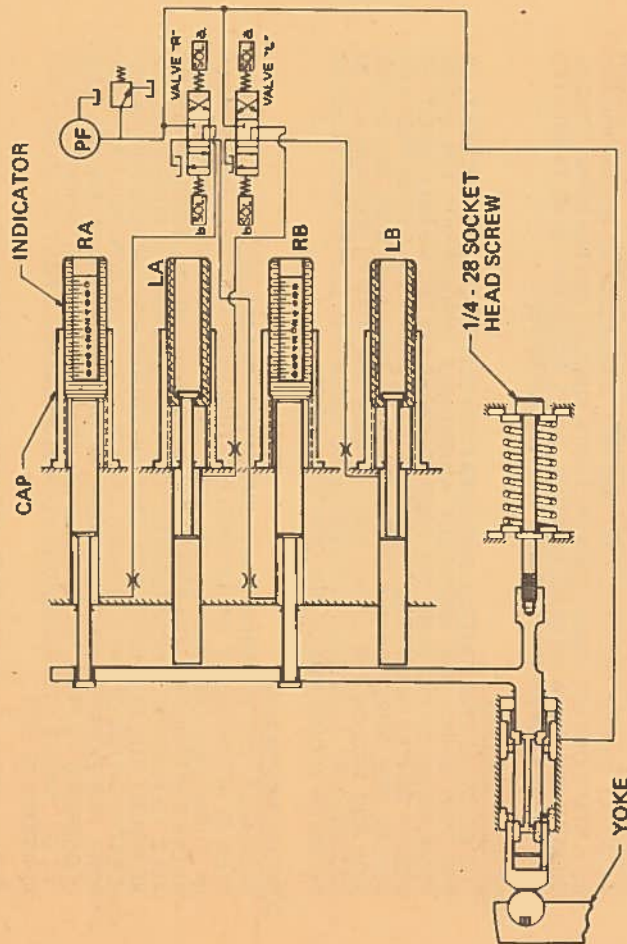 INDICATOR
CAP
RA
LA
RB
LB
PF
VALVE "R"
SOL a
b SOL
VALVE "L"
SOL a
b SOL
1/4 - 28 SOCKET
HEAD SCREW
YOKE